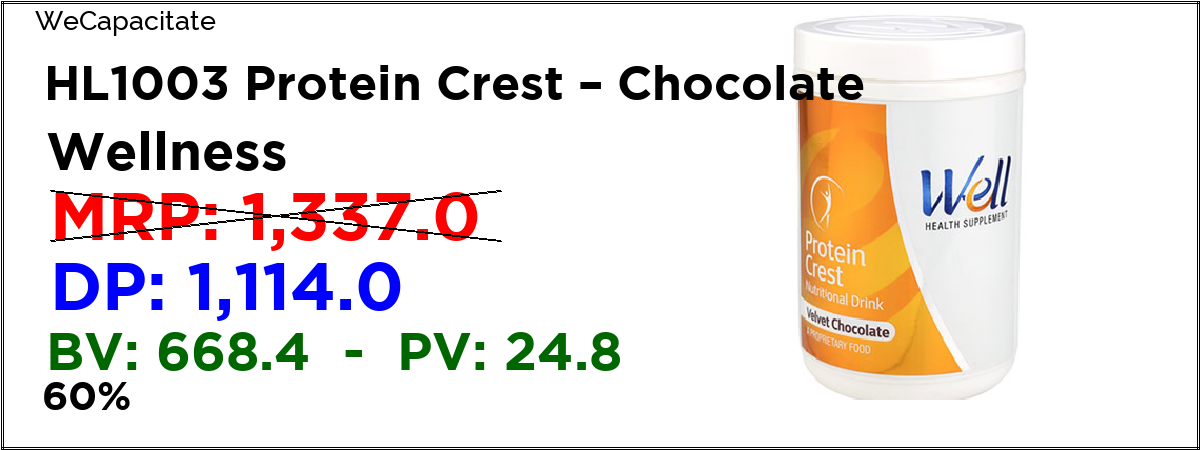 WeCapacitate
HL1003 Protein Crest – Chocolate
Wellness
MRP: 1,337.0
DP: 1,114.0
BV: 668.4 - PV: 24.8
60%
Well
HEALTH SUPPLEMENT
Protein
Crest
Nutritional Drink
Velvet Chocolate
A PROPRIETARY FOOD